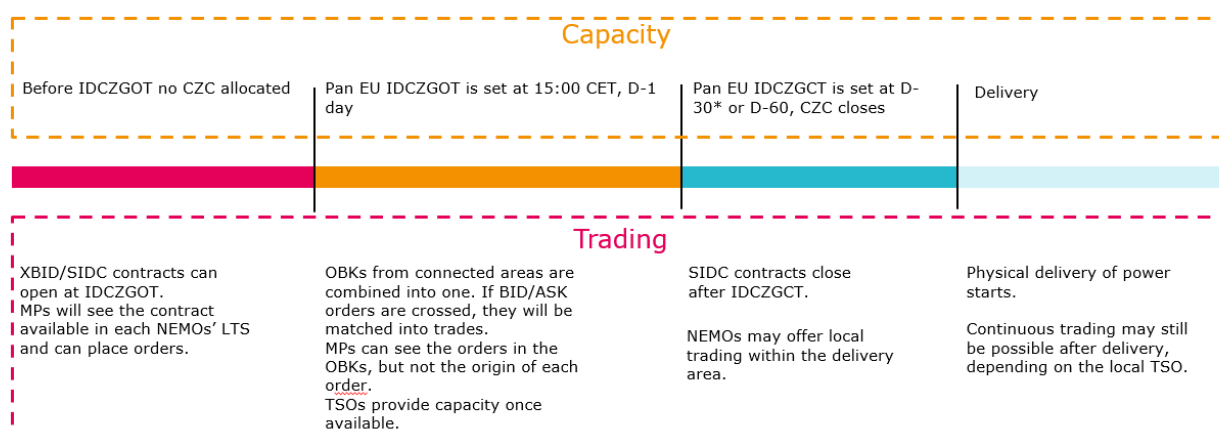 Capacity
Before IDCZGOT no CZC allocated
Pan EU IDCZGOT is set at 15:00 CET, D-1
day
Pan EU IDCZGCT is set at D-
30* or D-60, CZC closes
Delivery
Trading
XBID/SIDC contracts can
open at IDCZGOT.
MPs will see the contract
available in each NEMOs’ LTS
and can place orders.
OBKs from connected areas are
combined into one. If BID/ASK
orders are crossed, they will be
matched into trades.
MPs can see the orders in the
OBKs, but not the origin of each
order.
TSOs provide capacity once
available.
SIDC contracts close
after IDCZGCT.
NEMOs may offer local
trading within the delivery
area.
Physical delivery of power
starts.
Continuous trading may still
be possible after delivery,
depending on the local TSO.